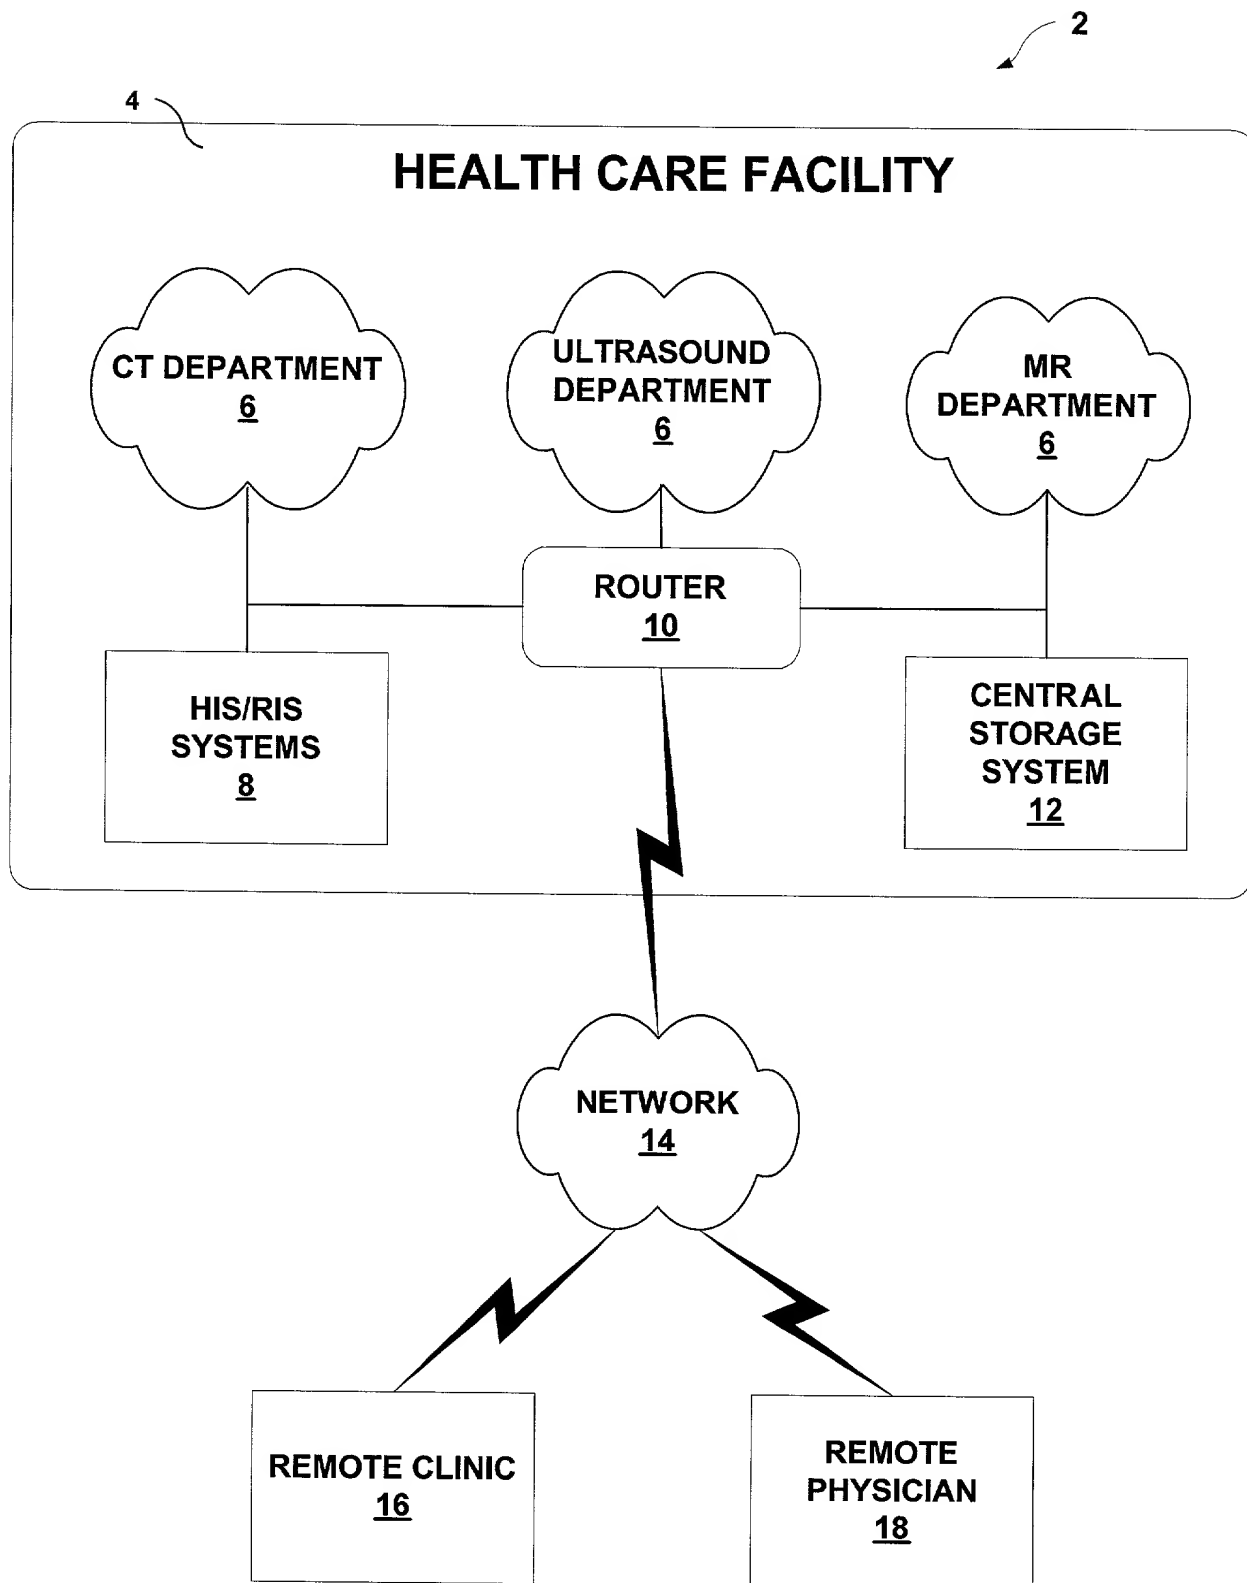 2
4
HEALTH CARE FACILITY
CT DEPARTMENT
6
ULTRASOUND
DEPARTMENT
6
MR
DEPARTMENT
6
ROUTER
10
HIS/RIS
SYSTEMS
8
CENTRAL
STORAGE
SYSTEM
12
NETWORK
14
REMOTE CLINIC
16
REMOTE
PHYSICIAN
18